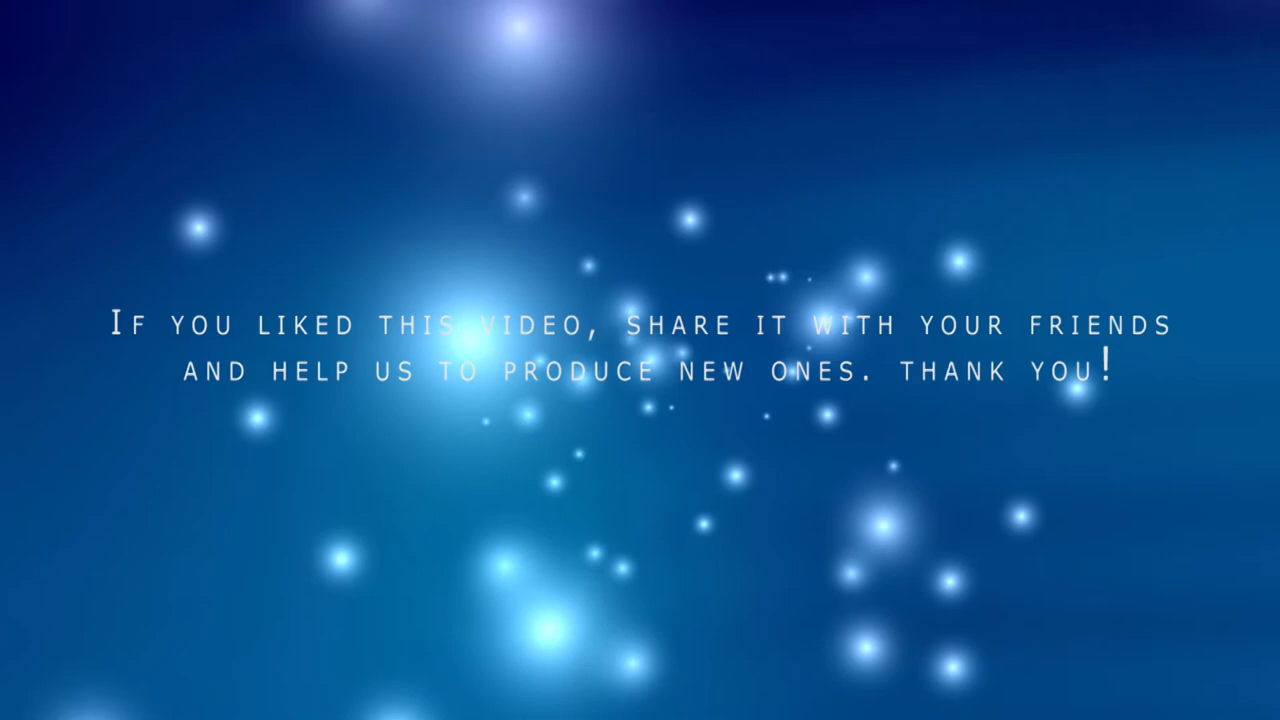 If you liked this video, share it with your friends
and help us to produce new ones. thank you!